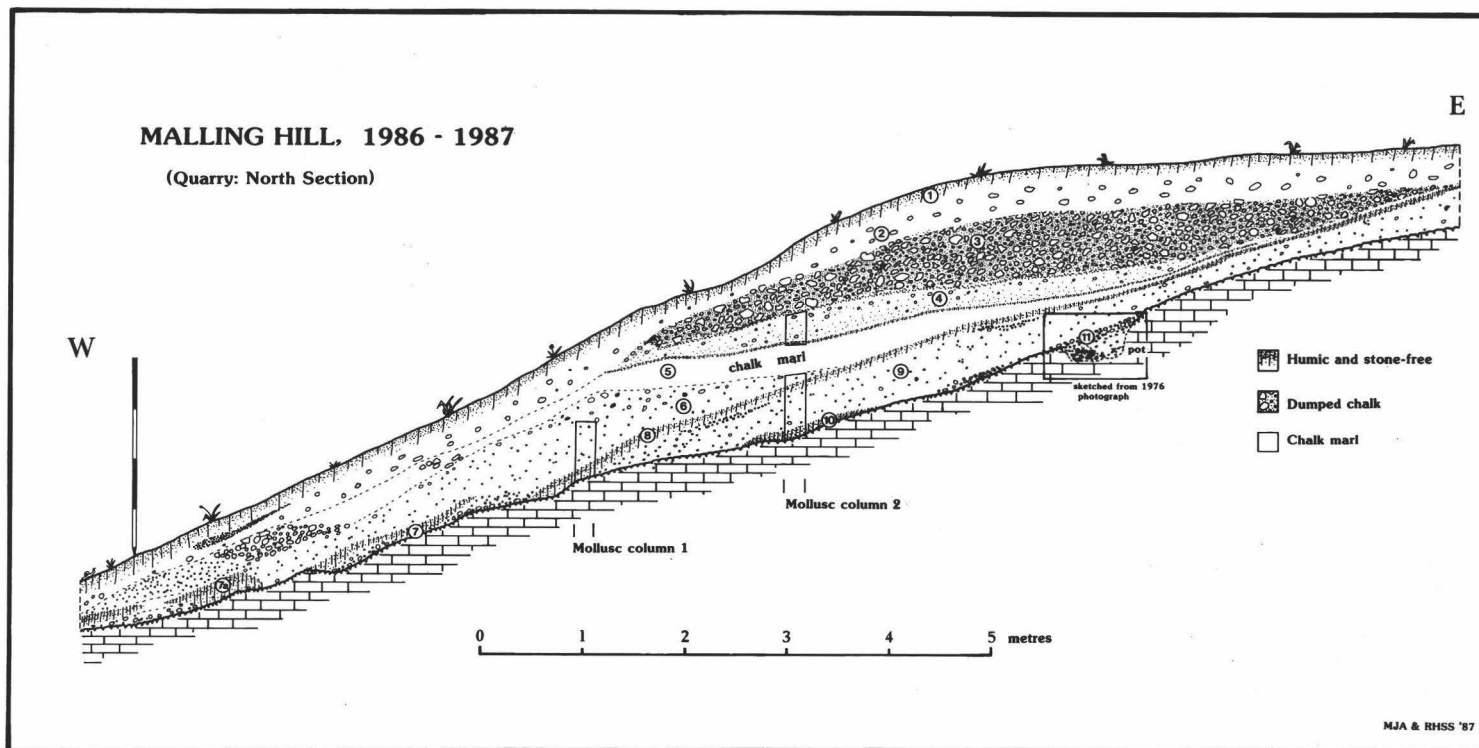 MALLING HILL, 1986 - 1987
(Quarry: North Section)
E
W
1
2
3
4
chalk marl
5
6
7
7a
8
9
10
11
pot
sketched from 1976
photograph
Humic and stone-free
Dumped chalk
Chalk marl
Mollusc column 2
Mollusc column 1
0 1 2 3 4 5 metres
MJA & RHSS '87